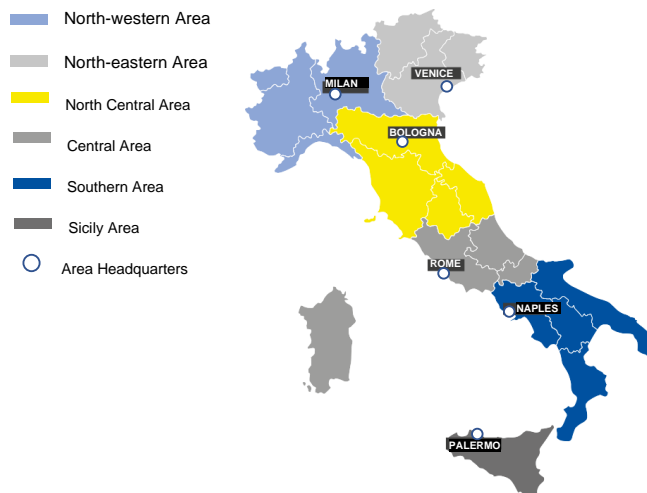 North-western Area
North-eastern Area
North Central Area
Central Area
Southern Area
Sicily Area
Area Headquarters
VENICE
MILAN
BOLOGNA
ROME
NAPLES
PALERMO